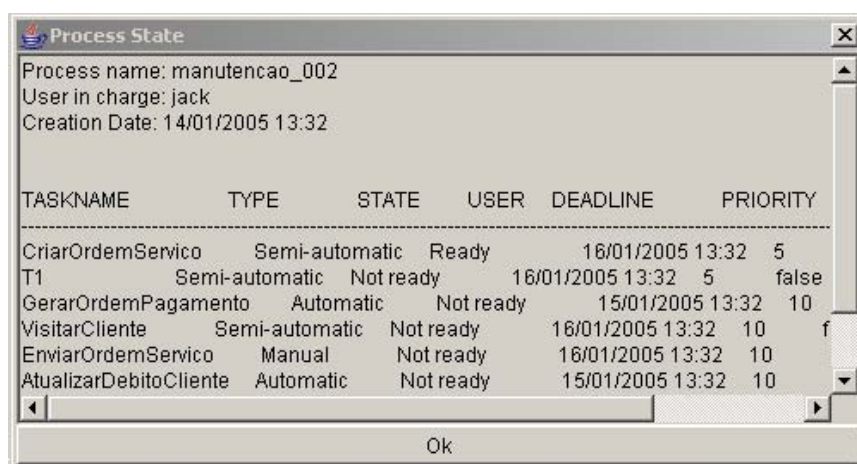 Process State
Process name: manutencao_002
User in charge: jack
Creation Date: 14/01/2005 13:32
TASKNAME TYPE STATE USER DEADLINE PRIORITY
--------------------------------------------------------------------------------
CriarOrdemServico Semi-automatic Ready 16/01/2005 13:32 5
T1 Semi-automatic Not ready 16/01/2005 13:32 5 false
GerarOrdemPagamento Automatic Not ready 15/01/2005 13:32 10
VisitarCliente Semi-automatic Not ready 16/01/2005 13:32 10 f
EnviarOrdemServico Manual Not ready 16/01/2005 13:32 10
AtualizarDebitoCliente Automatic Not ready 15/01/2005 13:32 10
Ok